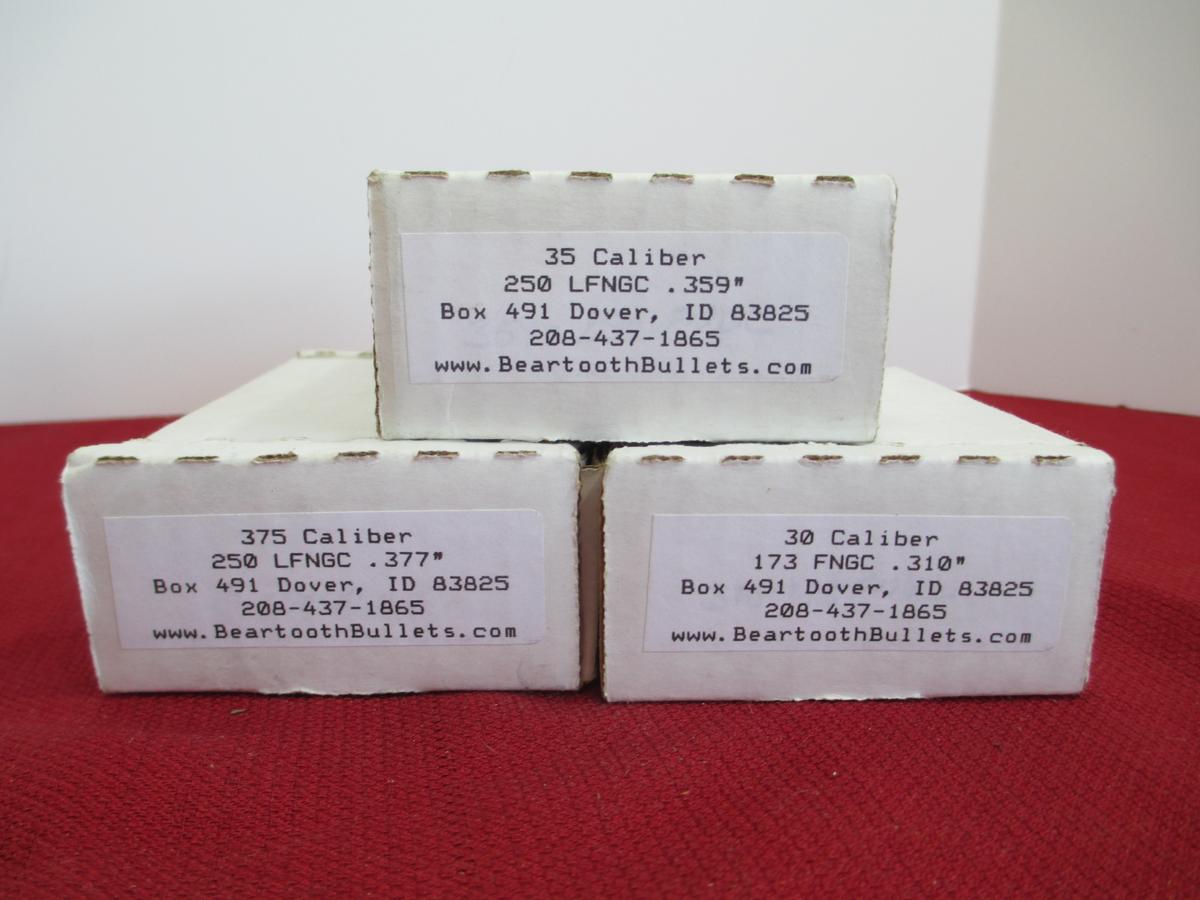 35 Caliber
250 LFNGC .359"
Box 491 Dover, ID 83825
208-437-1865
www.BeartoothBullets.com
375 Caliber
250 LFNGC .377"
Box 491 Dover, ID 83825
208-437-1865
www.BeartoothBullets.com
30 Caliber
173 FNGC .310"
Box 491 Dover, ID 83825
208-437-1865
www.BeartoothBullets.com